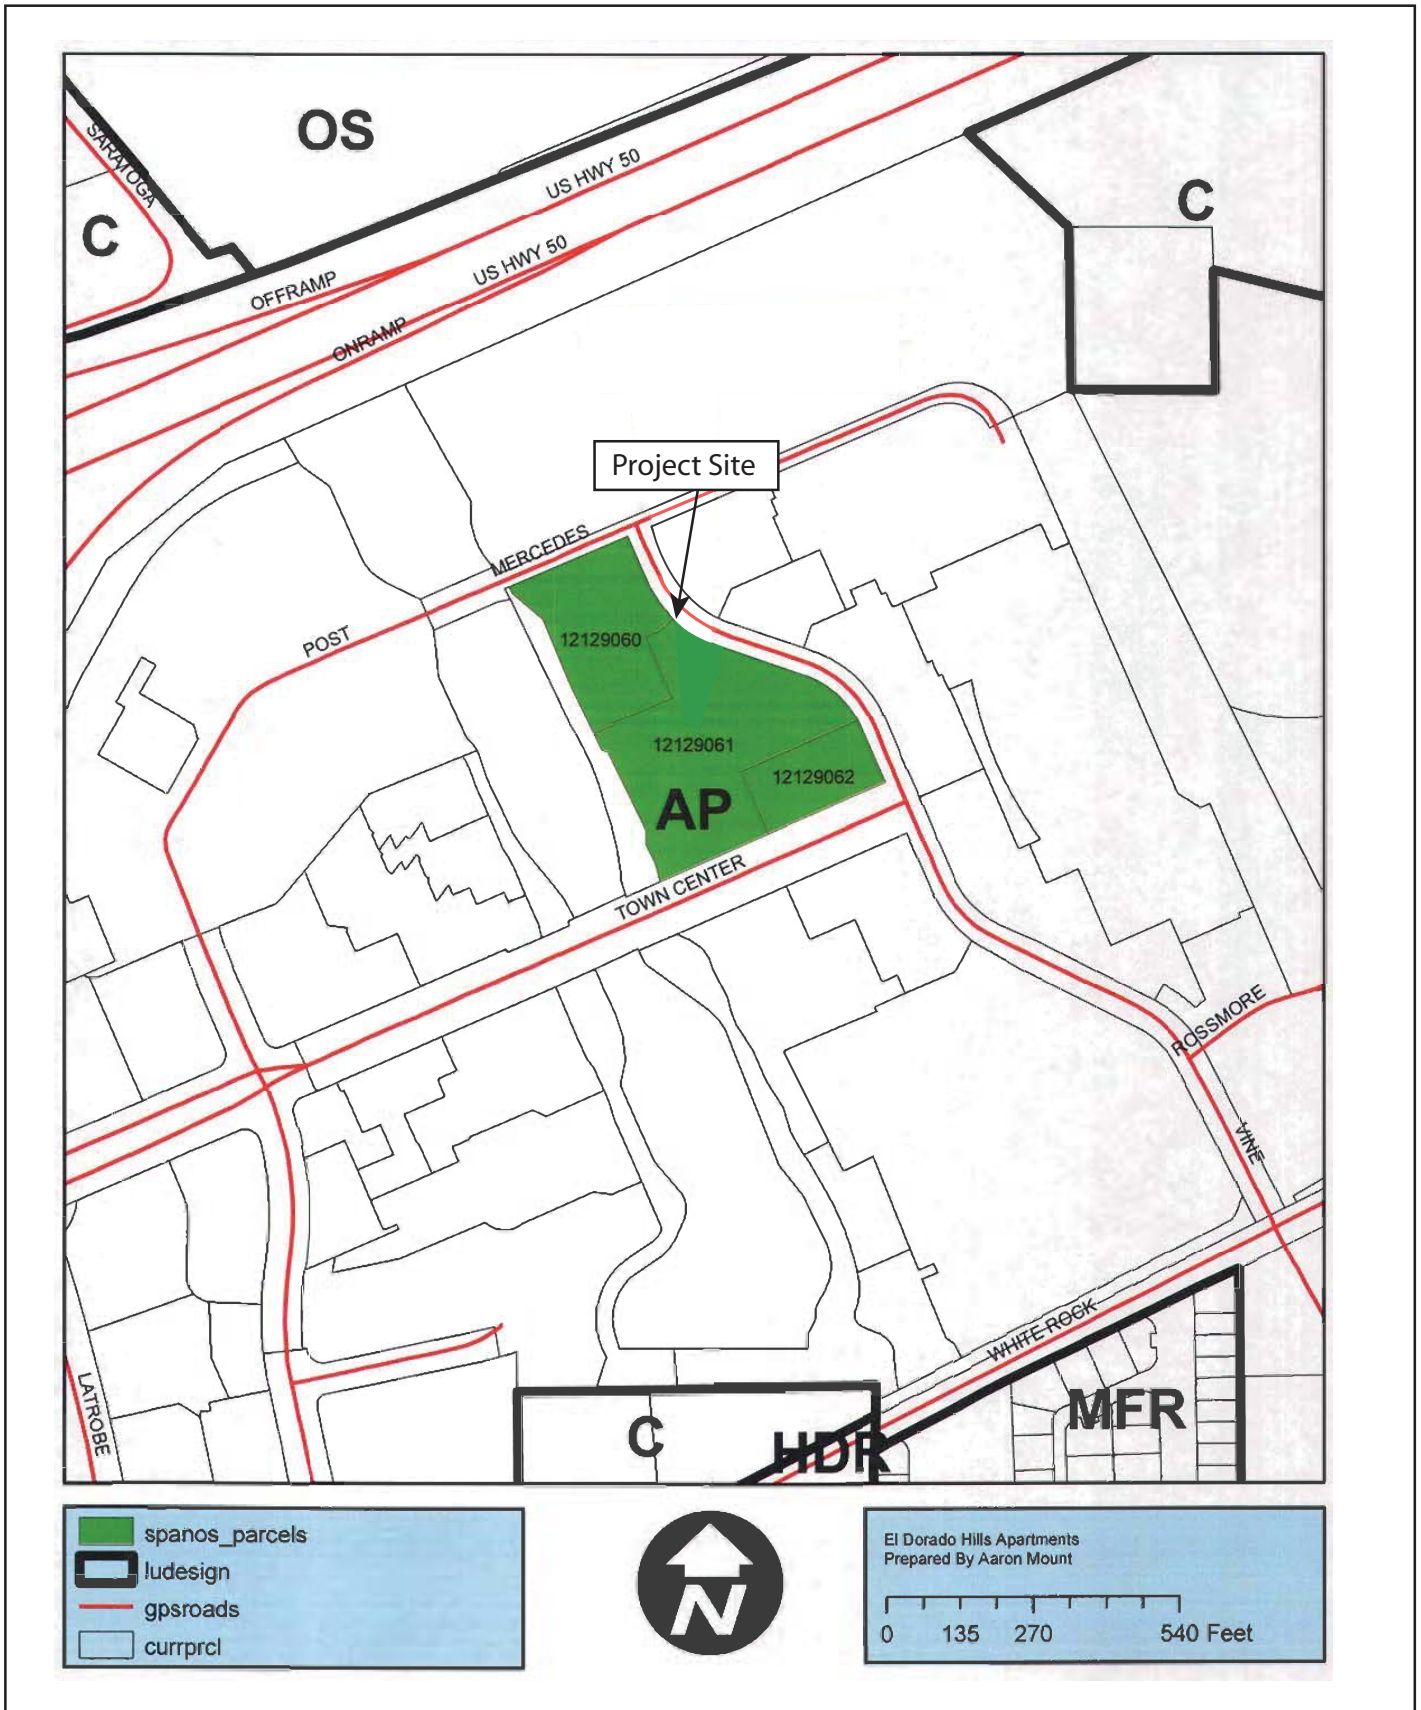 OS
SARATOGA
C
US HWY 50
C
US HWY 50
OFFRAMP
ONRAMP
Project Site
MERCEDES
POST
12129060
12129061
12129062
AP
TOWN CENTER
ROSSMORE
VINE
WHITE ROCK
LATROBE
MFR
C
HDR
spanos_parcels
ludesign
gpsroads
currprcl
N
El Dorado Hills Apartments
Prepared By Aaron Mount
0 135 270 540 Feet